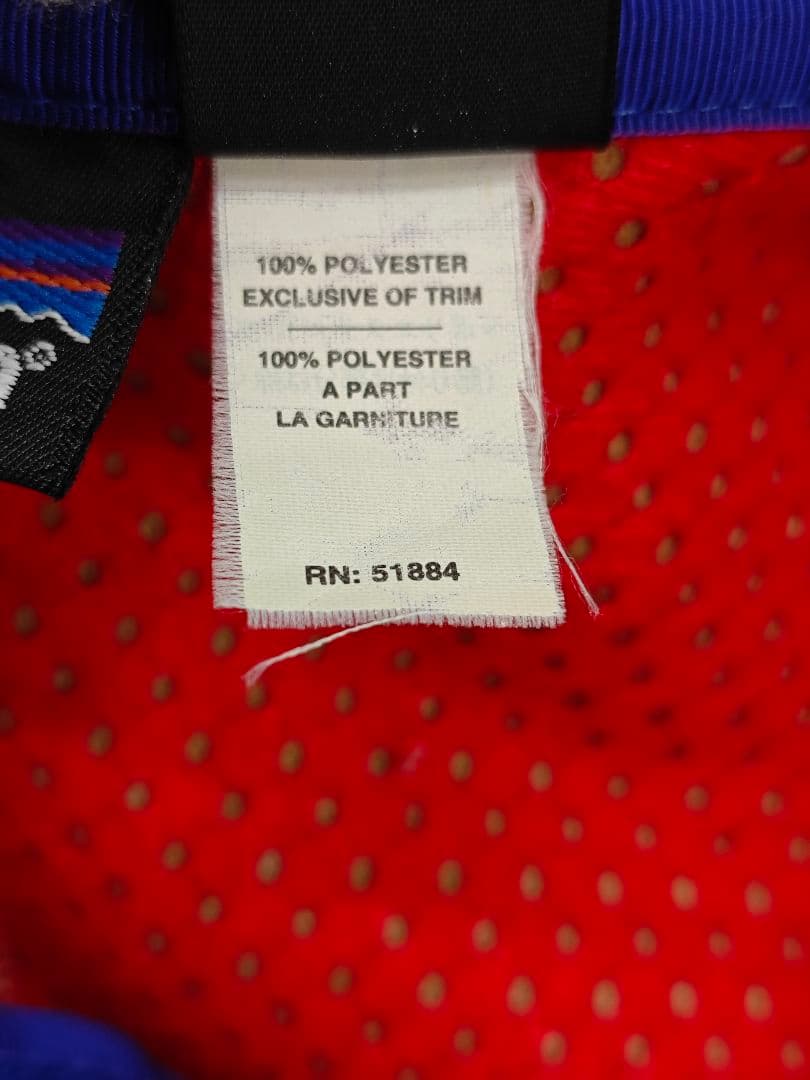 100% POLYESTER
EXCLUSIVE OF TRIM
100% POLYESTER
A PART
LA GARNITURE
RN: 51884